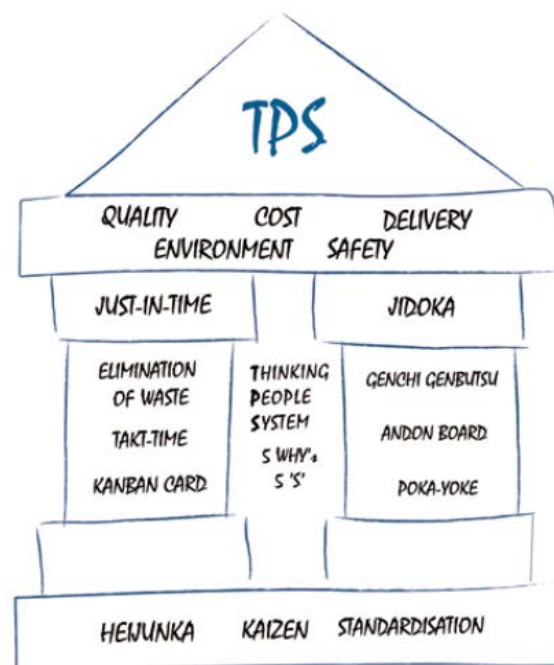 TPS
QUALITY COST DELIVERY
ENVIRONMENT SAFETY
JUST-IN-TIME
JIDOKA
ELIMINATION
OF WASTE
TAKT-TIME
KANBAN CARD
THINKING
PEOPLE
SYSTEM
5 WHY's
5 'S'
GENCHI GENBUTSU
ANDON BOARD
POKA-YOKE
HEIJUNKA KAIZEN STANDARDISATION